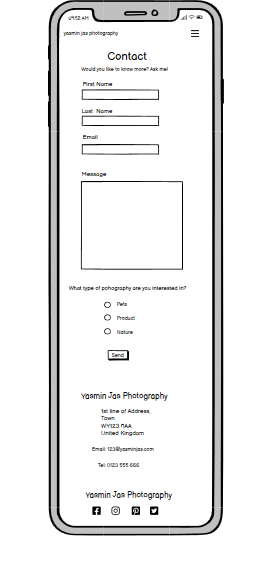 09:52 AM
yasmin jas photography
Contact
Would you like to know more? Ask me!
First Name
Last Name
Email
Message
What type of pohography are you interested in?
Pets
Product
Nature
Send
Yasmin Jas Photography
1st line of Address,
Town
WY123 9AA
United Kingdom
Email: 123@yasminjas.com
Tel: 0123 555 666
Yasmin Jas Photography